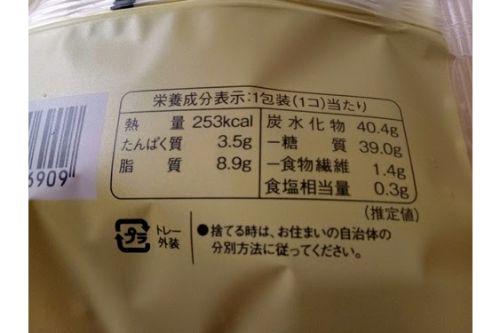 栄養成分表示:1包装(1コ)当たり
熱量 253kcal
たんぱく質 3.5g
脂質 8.9g
炭水化物 40.4g
－糖質 39.0g
－食物繊維 1.4g
食塩相当量 0.3g
(推定値)
6909
プラ
トレー
外装
●捨てる時は、お住まいの自治体の
分別方法に従ってください。